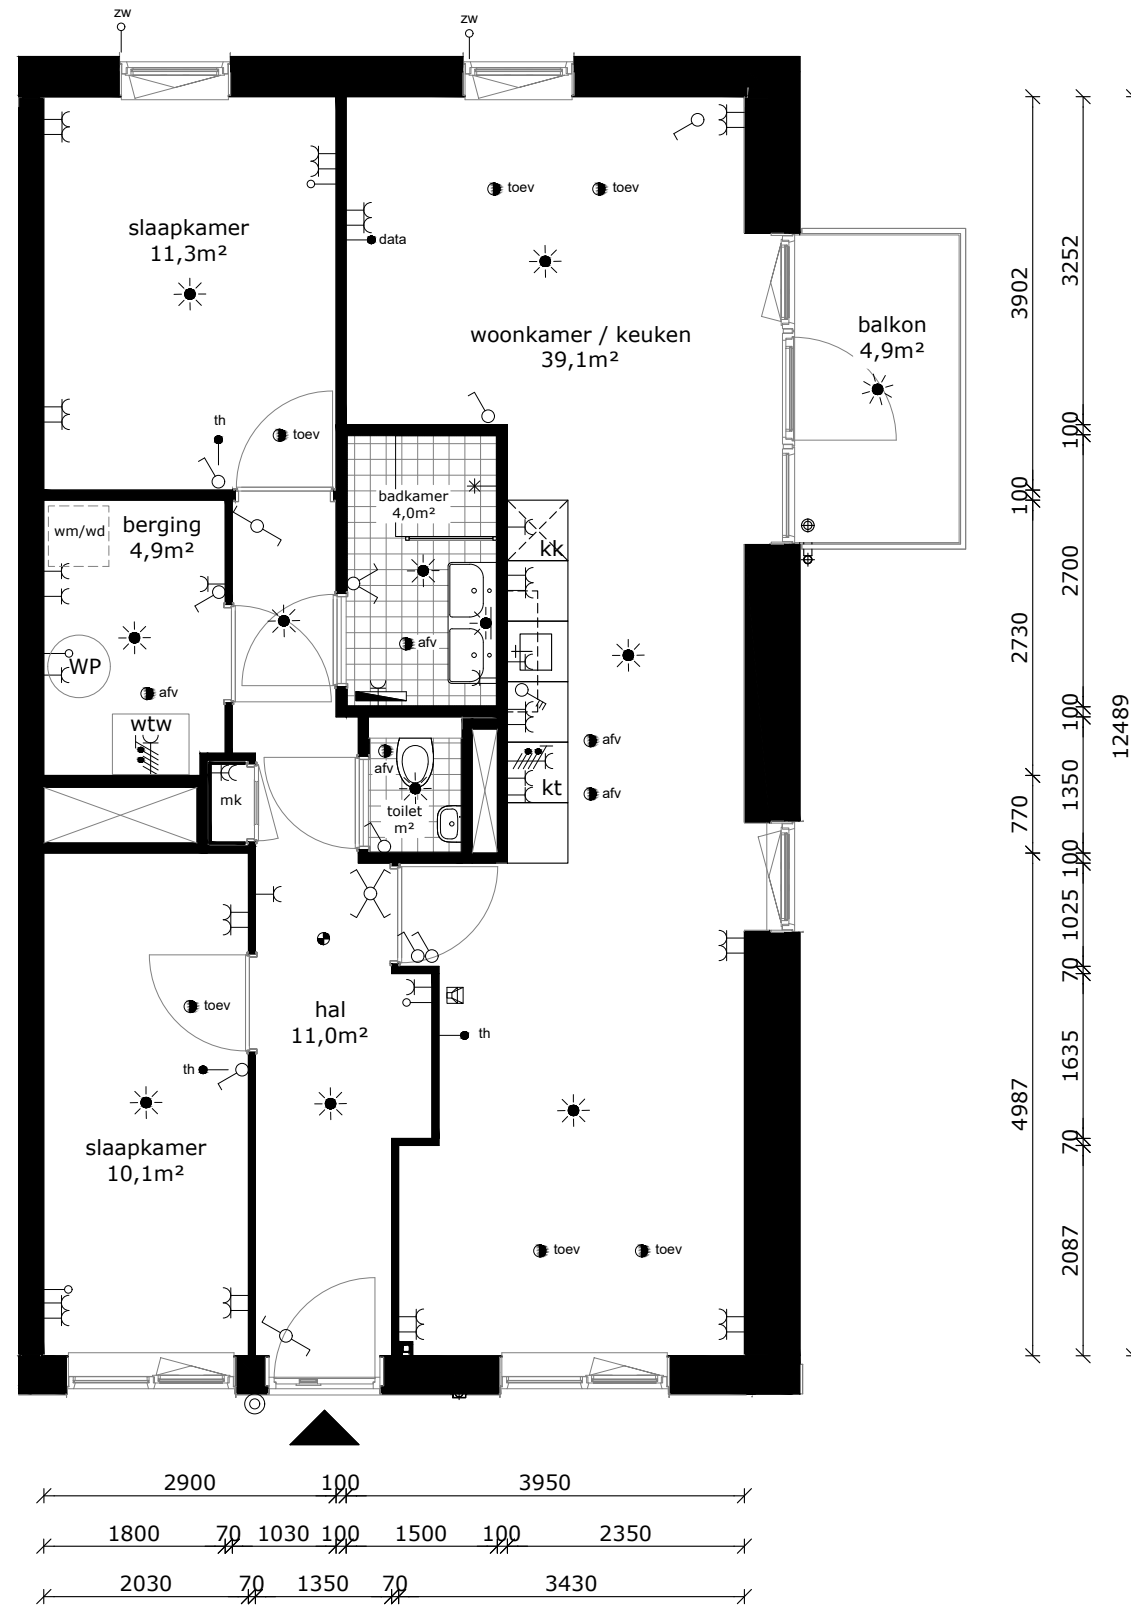 zw
zw
slaapkamer
11,3m²
toev
toev
data
woonkamer / keuken
39,1m²
balkon
4,9m²
th
toev
badkamer
4,0m²
wm/wd
berging
4,9m²
kk
afv
WP
afv
wtw
afv
afv
afv
mk
toilet
m²
kt
toev
hal
11,0m²
th
th
slaapkamer
10,1m²
toev
toev
3902
100
2730
770
4987
3252
100
2700
100
1350
100
1025
70
1635
70
2087
12489
2900
100
3950
1800
70
1030
100
1500
100
2350
2030
70
1350
70
3430